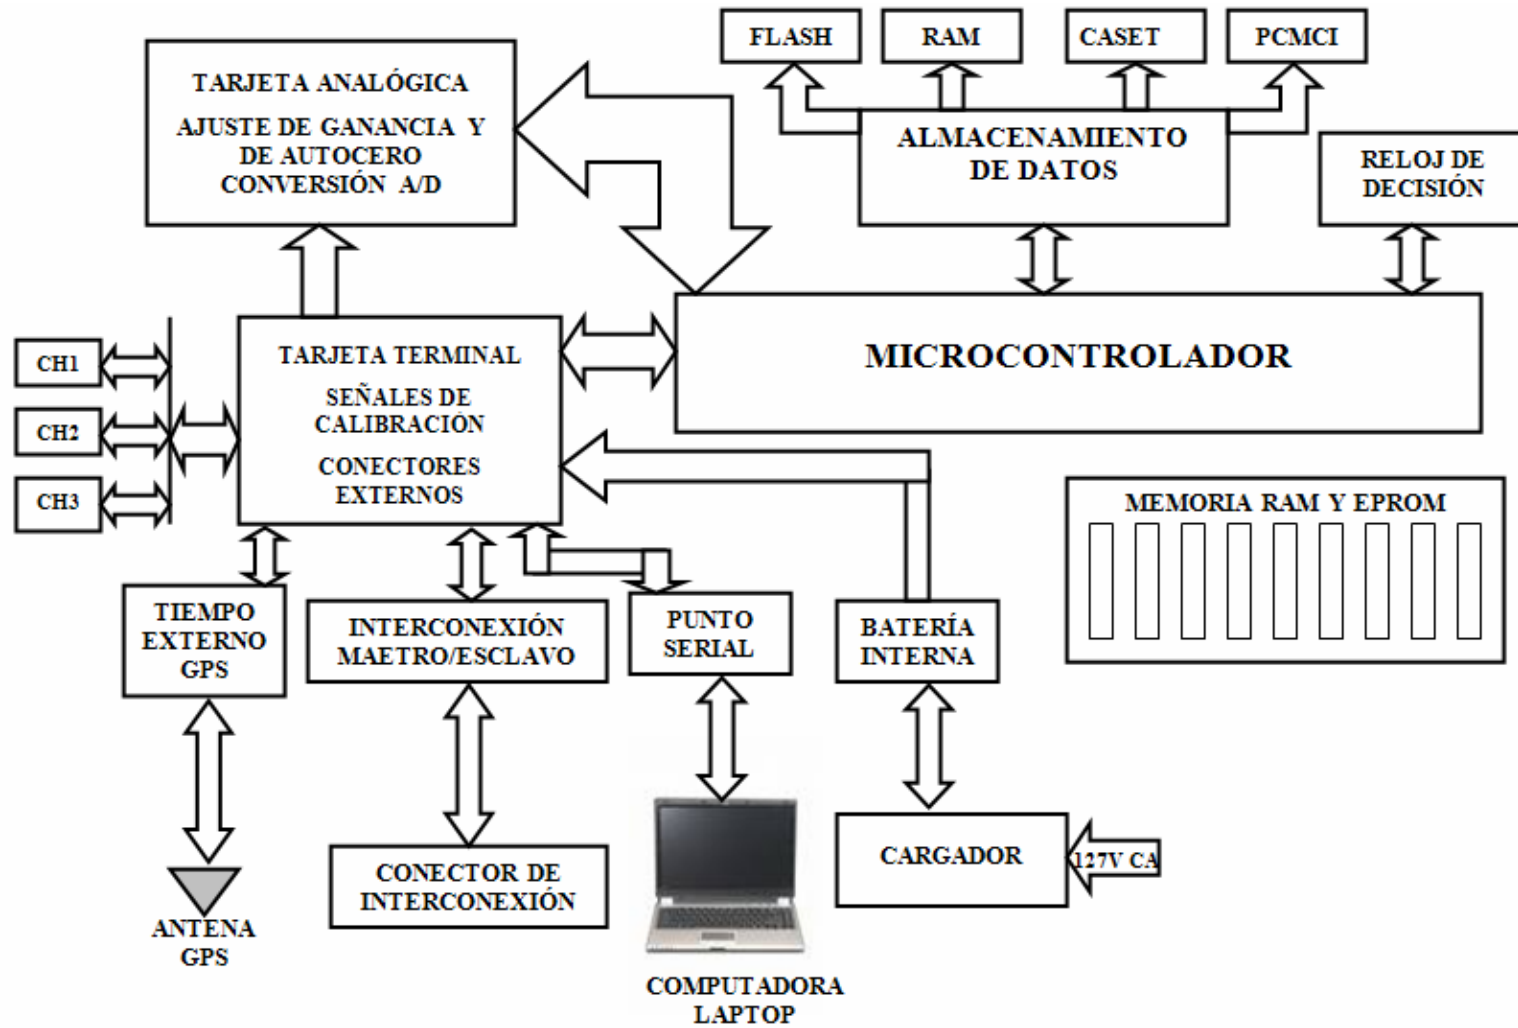 FLASH
RAM
CASET
PCMCI
TARJETA ANALÓGICA
AJUSTE DE GANANCIA Y
DE AUTOCERO
CONVERSIÓN A/D
ALMACENAMIENTO
DE DATOS
RELOJ DE
DECISIÓN
MICROCONTROLADOR
TARJETA TERMINAL
SEÑALES DE
CALIBRACIÓN
CONECTORES
EXTERNOS
CH1
CH2
CH3
MEMORIA RAM Y EPROM
TIEMPO
EXTERNO
GPS
INTERCONEXIÓN
MAETRO/ESCLAVO
PUNTO
SERIAL
BATERÍA
INTERNA
CONECTOR DE
INTERCONEXIÓN
CARGADOR
127V CA
ANTENA
GPS
COMPUTADORA
LAPTOP